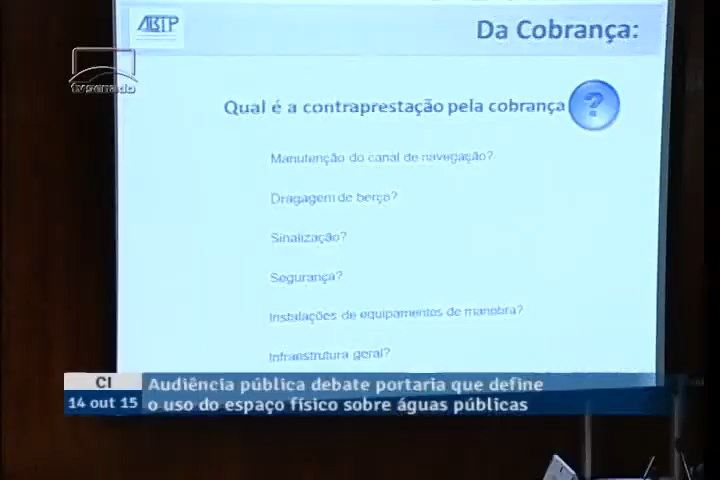 ABTP
Da Cobrança:
tv senado
Qual é a contraprestação pela cobrança ?
Manutenção do canal de navegação?
Dragagem de berço?
Sinalização?
Segurança?
Instalações de equipamentos de manobra?
Infraestrutura geral?
CI
Audiência pública debate portaria que define
14 out 15
o uso do espaço físico sobre águas públicas